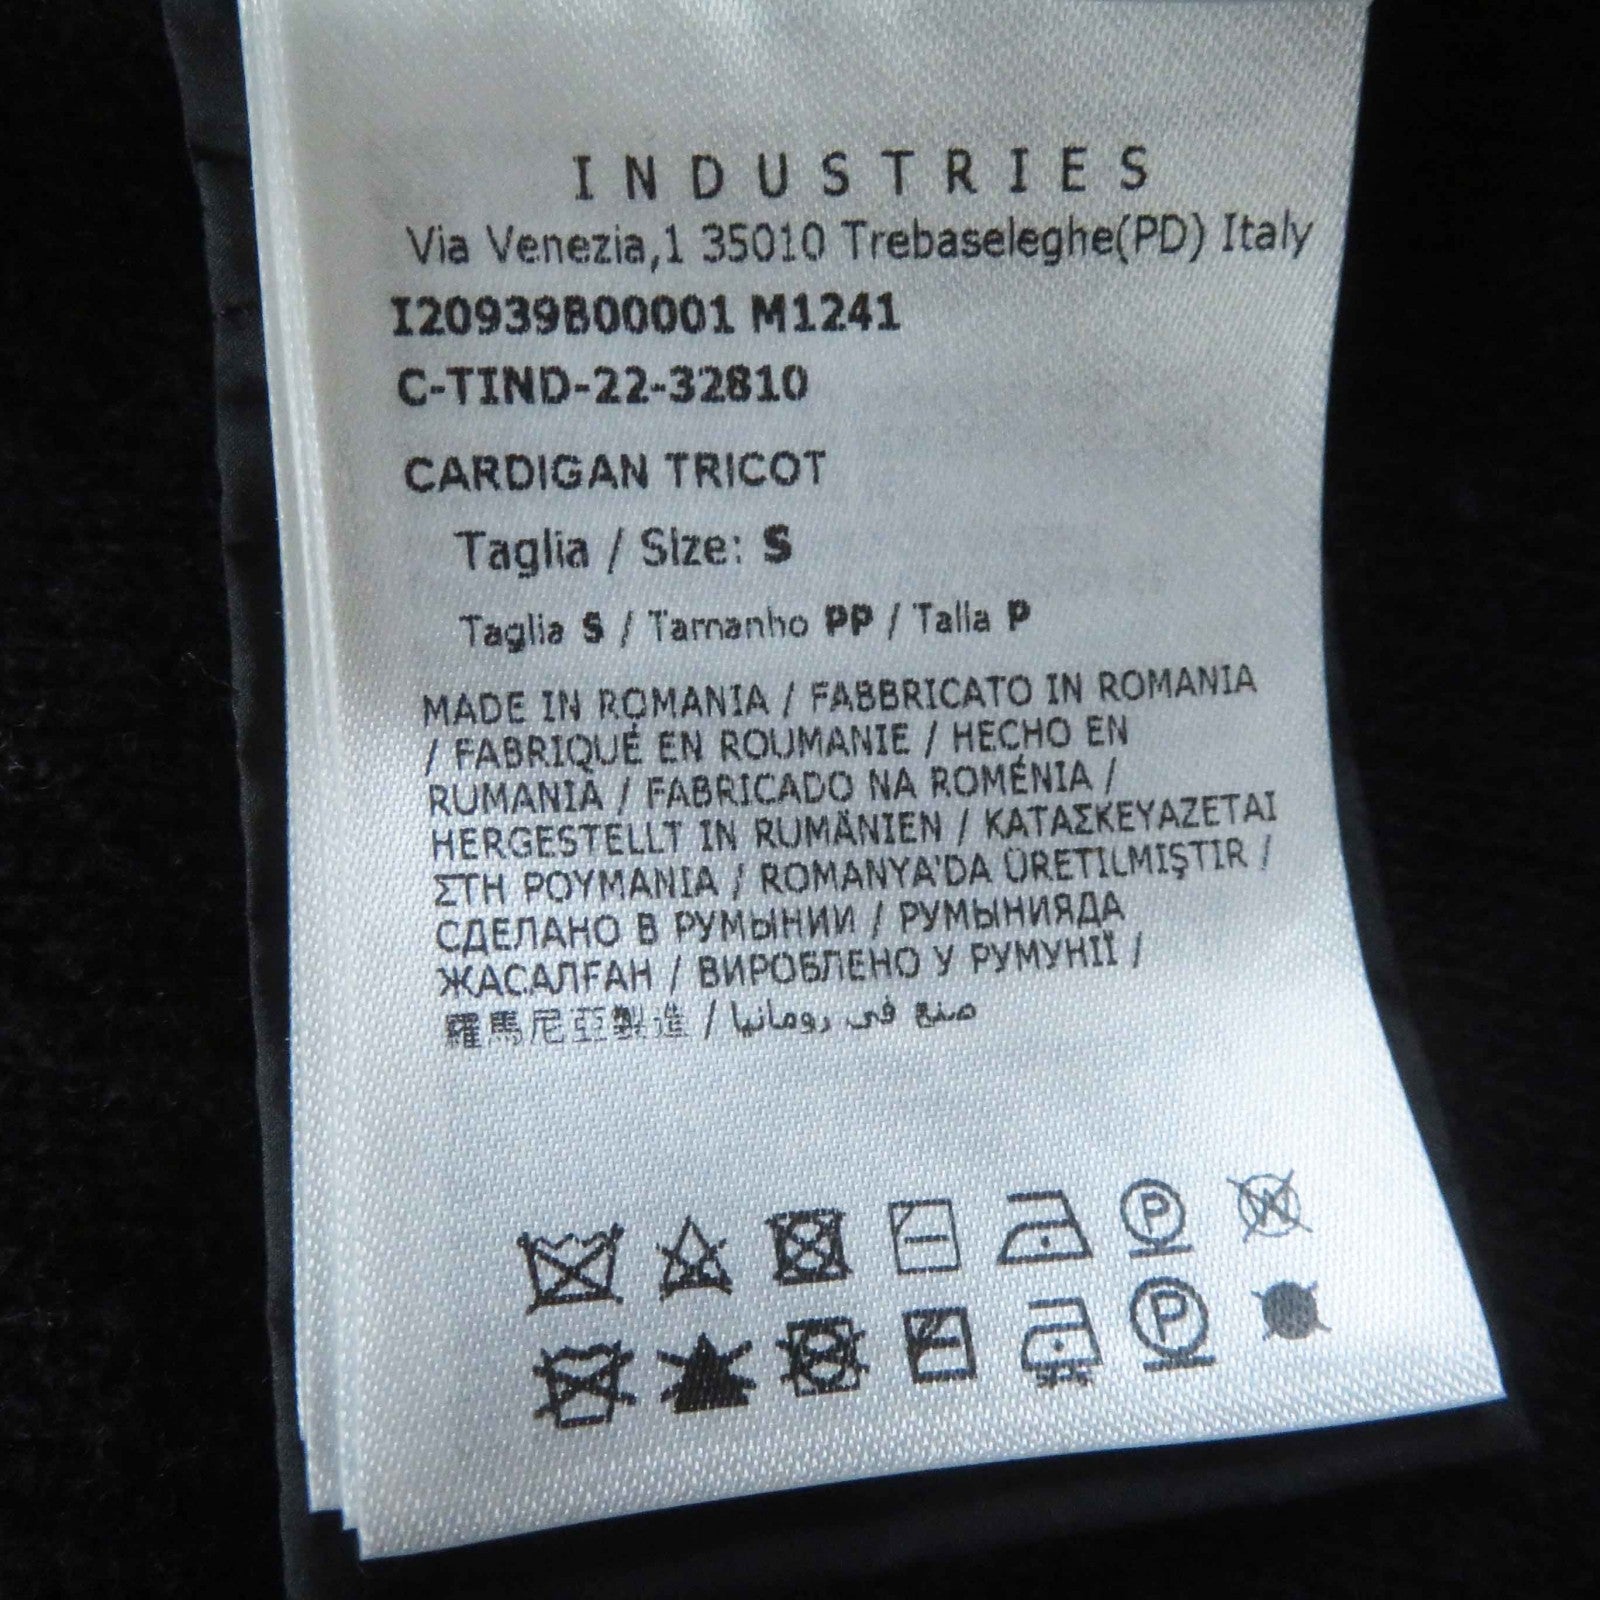 INDUSTRIES
Via Venezia,1 35010 Trebaseleghe(PD) Italy
I20939B00001 M1241
C-TIND-22-32810
CARDIGAN TRICOT
Taglia / Size: S
Taglia S / Tamanho PP / Talla P
MADE IN ROMANIA / FABBRICATO IN ROMANIA
/ FABRIQUÉ EN ROUMANIE / HECHO EN
RUMANIA / FABRICADO NA ROMÉNIA /
HERGESTELLT IN RUMÄNIEN / ΚΑΤΑΣΚΕΥΑΖΕΤΑΙ
ΣΤΗ ΡΟΥΜΑΝΙΑ / ROMANYA'DA ÜRETILMIŞTIR /
СДЕЛАНО В РУМЫНИИ / РУМЫНИЯДА
ЖАСАЛҒАН / ВИРОБЛЕНО У РУМУНІЇ /
羅馬尼亞製造 / صنع في رومانيا
P W
P